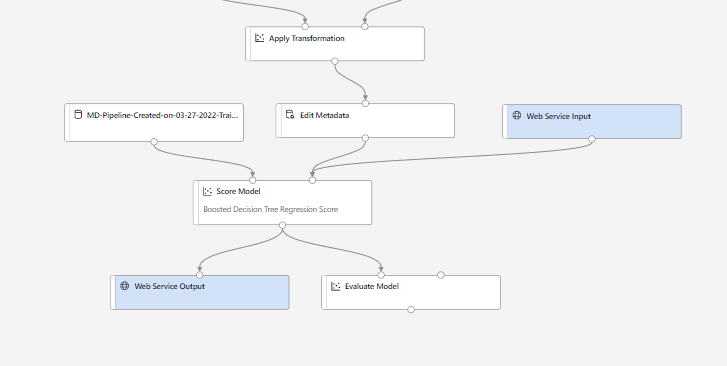 Apply Transformation
MD-Pipeline-Created-on-03-27-2022-Trai...
Edit Metadata
Web Service Input
Score Model
Boosted Decision Tree Regression Score
Web Service Output
Evaluate Model